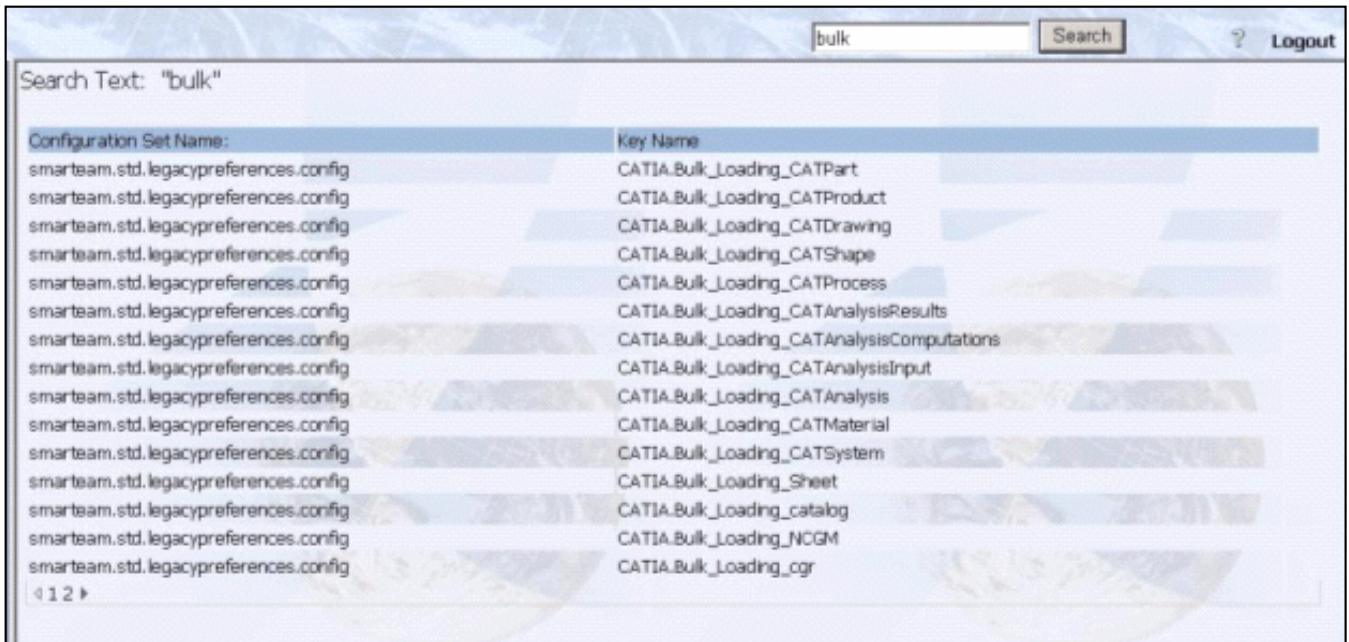 bulk Search ? Logout
Search Text: "bulk"
Configuration Set Name: Key Name
smarteam.std.legacypreferences.config CATIA.Bulk_Loading_CATPart
smarteam.std.legacypreferences.config CATIA.Bulk_Loading_CATProduct
smarteam.std.legacypreferences.config CATIA.Bulk_Loading_CATDrawing
smarteam.std.legacypreferences.config CATIA.Bulk_Loading_CATShape
smarteam.std.legacypreferences.config CATIA.Bulk_Loading_CATProcess
smarteam.std.legacypreferences.config CATIA.Bulk_Loading_CATAnalysisResults
smarteam.std.legacypreferences.config CATIA.Bulk_Loading_CATAnalysisComputations
smarteam.std.legacypreferences.config CATIA.Bulk_Loading_CATAnalysisInput
smarteam.std.legacypreferences.config CATIA.Bulk_Loading_CATAnalysis
smarteam.std.legacypreferences.config CATIA.Bulk_Loading_CATMaterial
smarteam.std.legacypreferences.config CATIA.Bulk_Loading_CATSystem
smarteam.std.legacypreferences.config CATIA.Bulk_Loading_Sheet
smarteam.std.legacypreferences.config CATIA.Bulk_Loading_catalog
smarteam.std.legacypreferences.config CATIA.Bulk_Loading_NCGM
smarteam.std.legacypreferences.config CATIA.Bulk_Loading_cgr
1 2